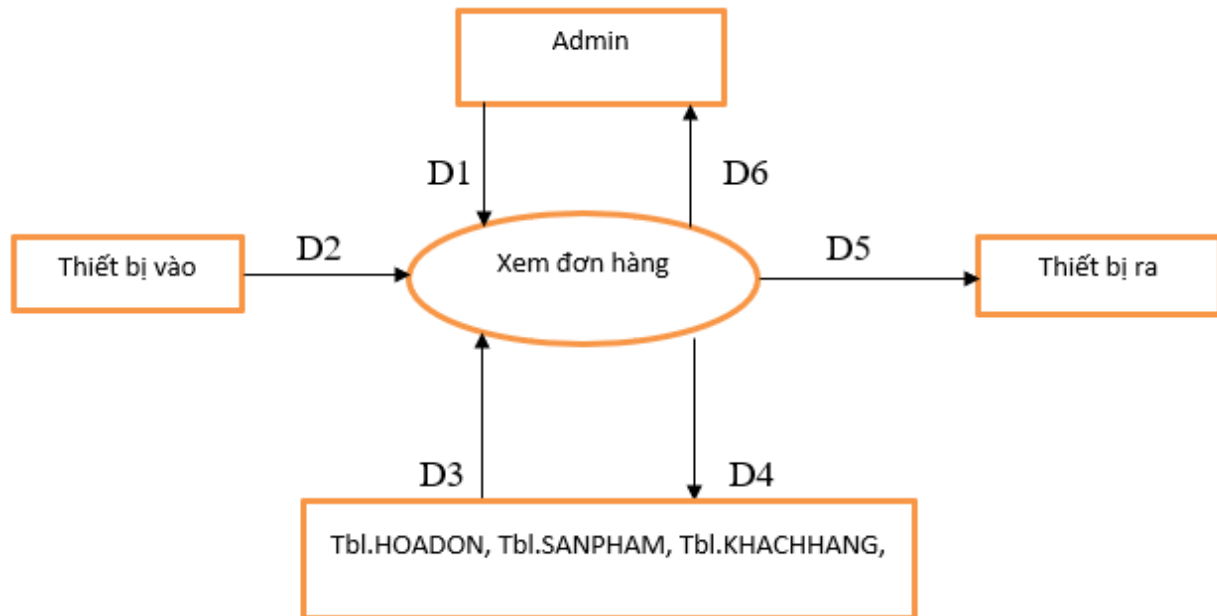 Admin
D1
D6
Thiết bị vào
D2
Xem đơn hàng
D5
Thiết bị ra
D3
D4
Tbl.HOADON, Tbl.SANPHAM, Tbl.KHACHHANG,